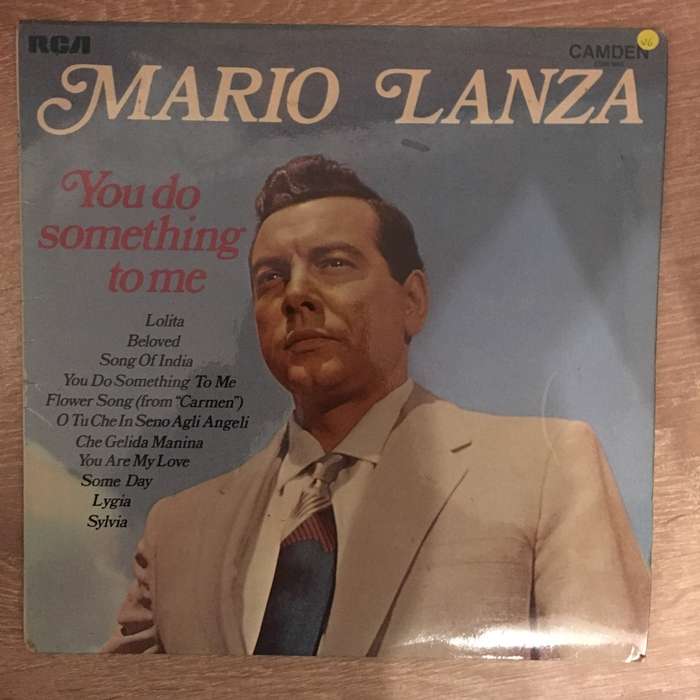 RCA
CAMDEN
V6
MARIO LANZA
You do
something
to me
Lolita
Beloved
Song Of India
You Do Something To Me
Flower Song (from "Carmen")
O Tu Che In Seno Agli Angeli
Che Gelida Manina
You Are My Love
Some Day
Lygia
Sylvia